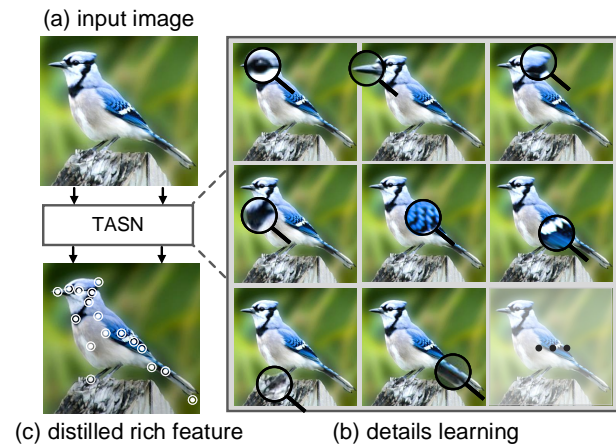 (a) input image
TASN
(c) distilled rich feature
(b) details learning